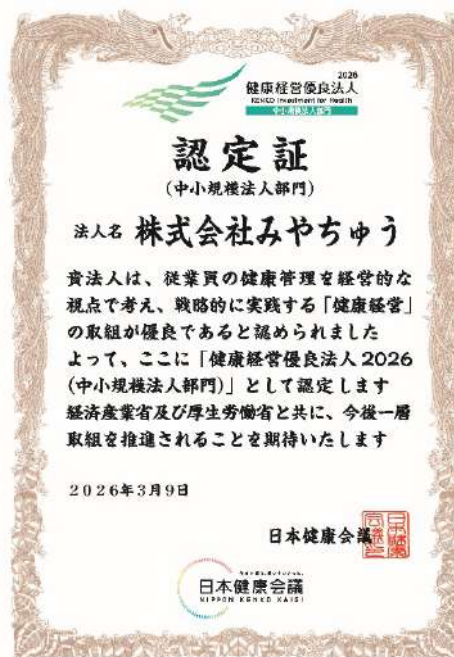 2026
健康経営優良法人
KENKO Investment for Health
中小規模法人部門
認定証
(中小規模法人部門)
法人名 株式会社みやちゅう
貴法人は、従業員の健康管理を経営的な
視点で考え、戦略的に実践する「健康経営」
の取組が優良であると認められました
よって、ここに「健康経営優良法人2026
(中小規模法人部門)」として認定します
経済産業省及び厚生労働省と共に、今後一層
取組を推進されることを期待いたします
2026年3月9日
日本健康会議
日本健康会議
NIPPON KENKO KAIGI